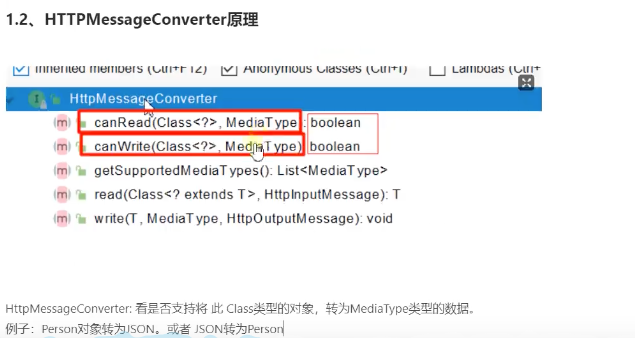 1.2、HTTPMessageConverter原理
Inherited members (Ctrl+F12) Anonymous Classes (Ctrl+I) Lambdas (Ctrl+
HttpMessageConverter
canRead(Class<?>, MediaType): boolean
canWrite(Class<?>, MediaType): boolean
getSupportedMediaTypes(): List<MediaType>
read(Class<? extends T>, HttpInputMessage): T
write(T, MediaType, HttpOutputMessage): void
HttpMessageConverter: 看是否支持将 此 Class类型的对象，转为MediaType类型的数据。
例子：Person对象转为JSON。或者 JSON转为Person